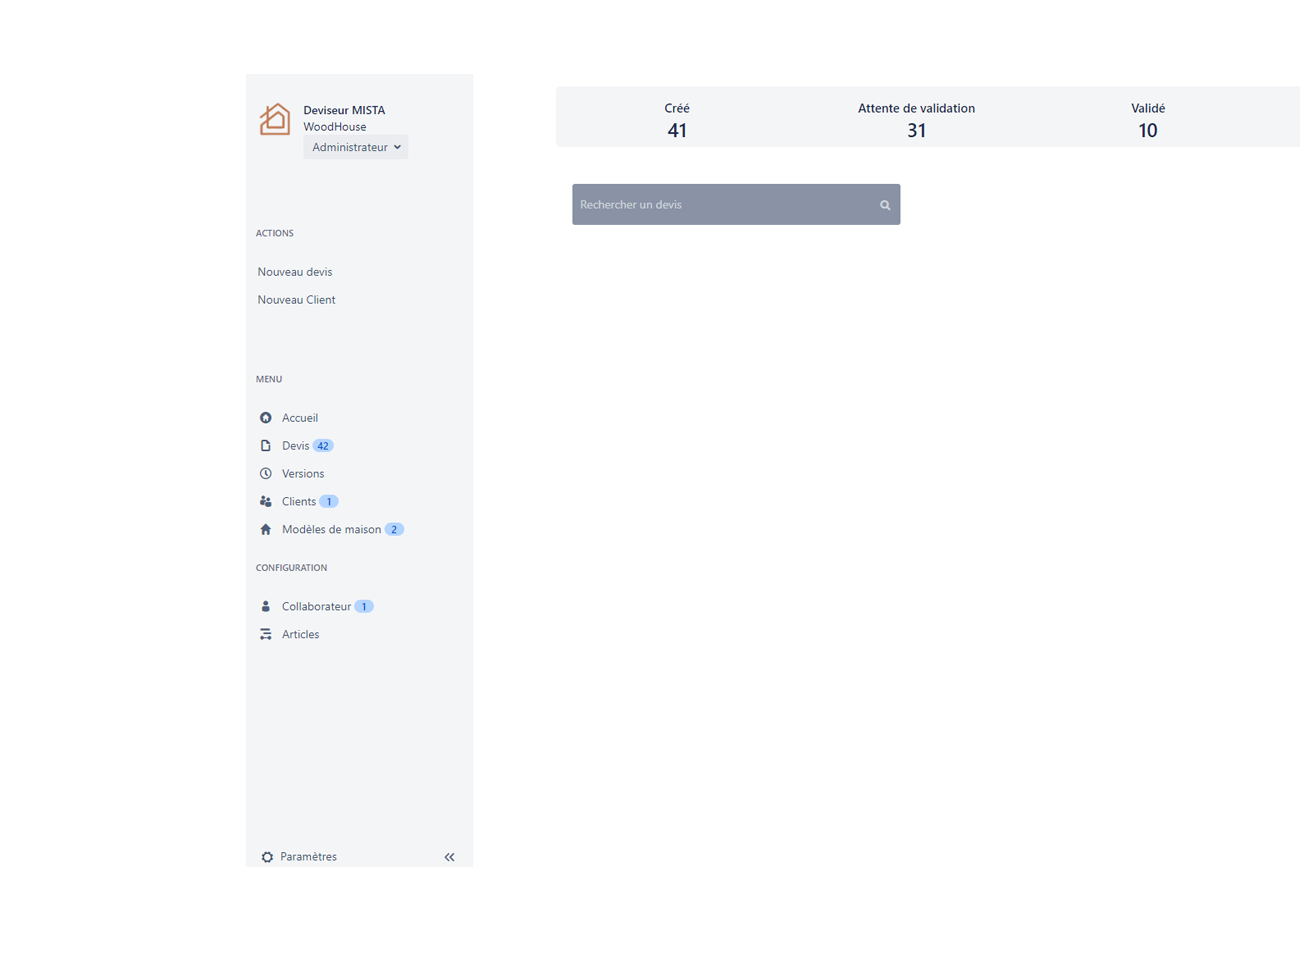 Deviseur MISTA
WoodHouse
Administrateur
ACTIONS
Nouveau devis
Nouveau Client
MENU
Accueil
Devis 42
Versions
Clients 1
Modèles de maison 2
CONFIGURATION
Collaborateur 1
Articles
Paramètres
Créé
41
Attente de validation
31
Validé
10
Rechercher un devis